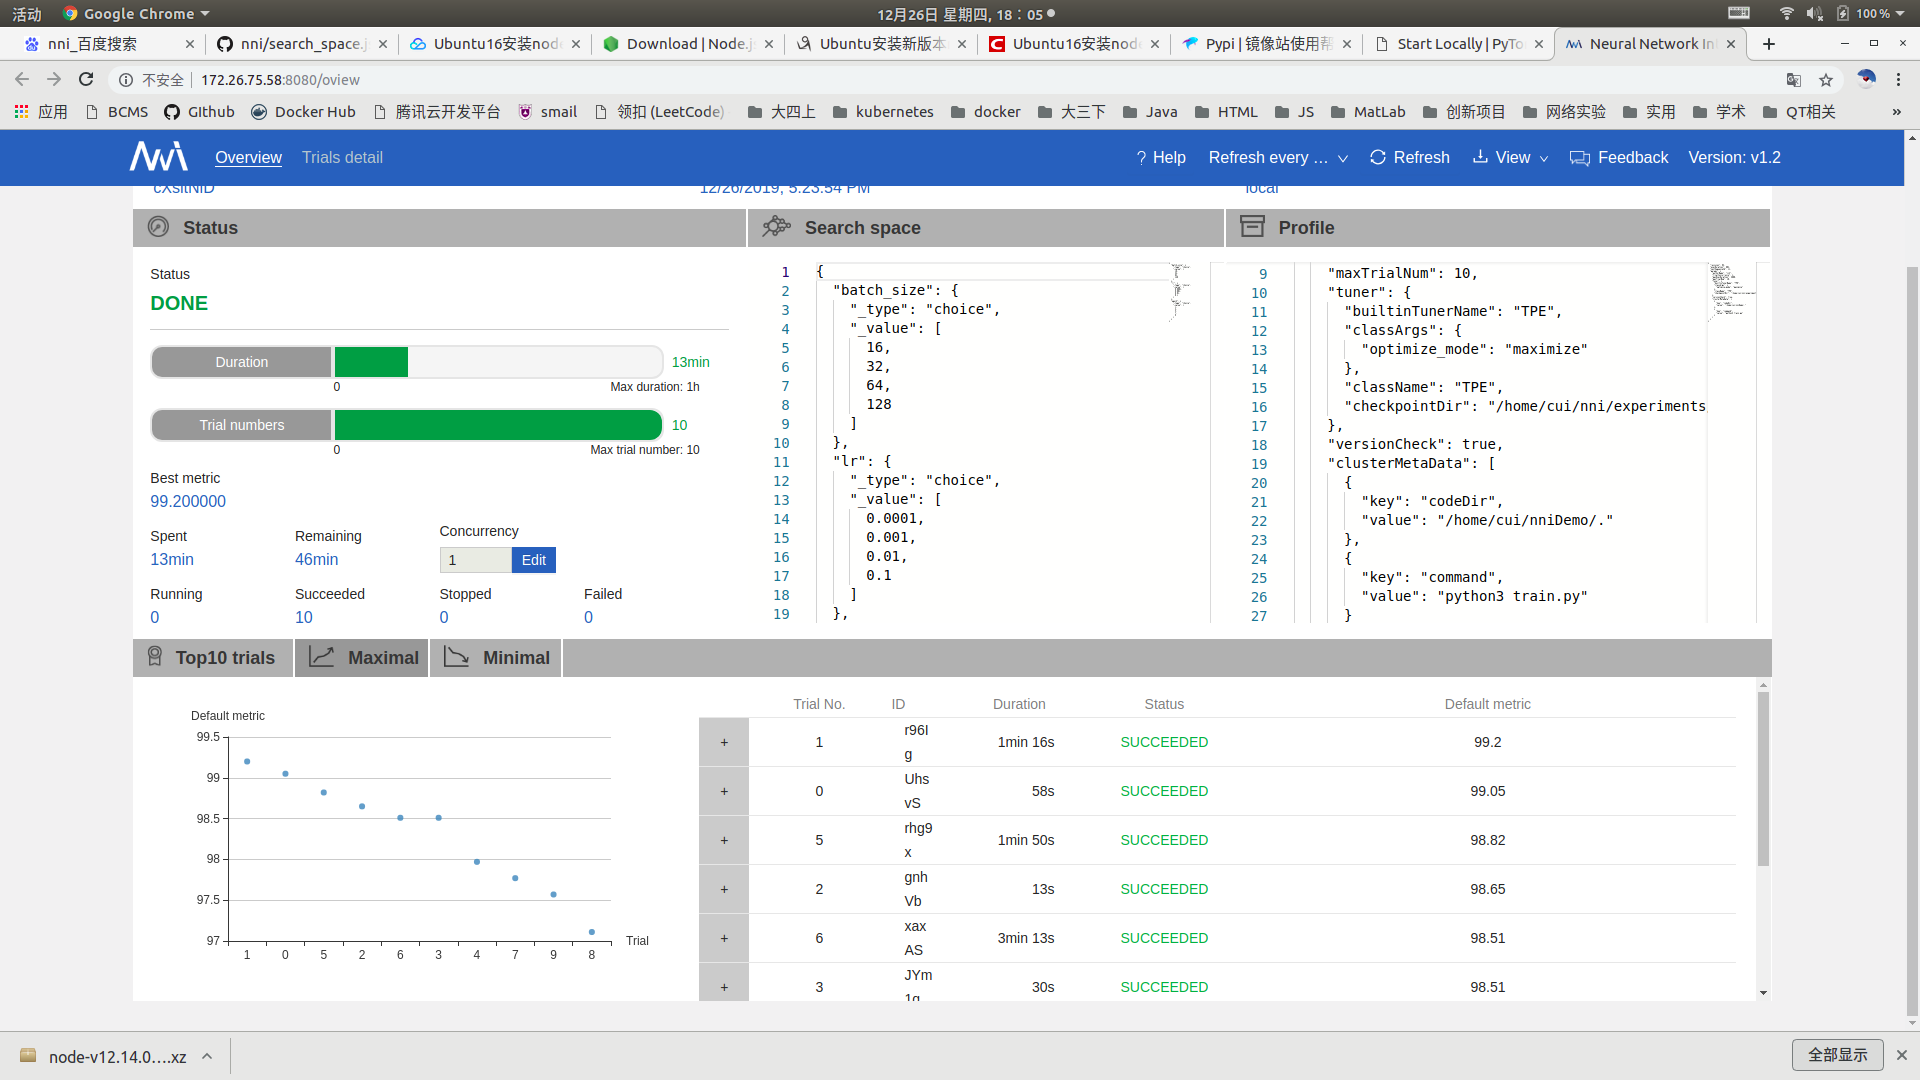 活动 Google Chrome 12月26日 星期四, 18：05 100%
nni_百度搜索 nni/search_space.js Ubuntu16安装node Download | Node.js Ubuntu安装新版本 Ubuntu16安装node Pypi | 镜像站使用帮 Start Locally | PyTo Neural Network In
不安全 172.26.75.58:8080/oview
应用 BCMS GIthub Docker Hub 腾讯云开发平台 smail 领扣 (LeetCode) 大四上 kubernetes docker 大三下 Java HTML JS MatLab 创新项目 网络实验 实用 学术 QT相关 »
Overview Trials detail ? Help Refresh every ... Refresh View Feedback Version: v1.2
cXsltNlD 12/26/2019, 5:23:54 PM local
Status Search space Profile
Status
DONE
Duration 13min
0 Max duration: 1h
Trial numbers 10
0 Max trial number: 10
Best metric
99.200000
Spent Remaining Concurrency
13min 46min 1 Edit
Running Succeeded Stopped Failed
0 10 0 0
1 {
2 "batch_size": {
3 "_type": "choice",
4 "_value": [
5 16,
6 32,
7 64,
8 128
9 ]
10 },
11 "lr": {
12 "_type": "choice",
13 "_value": [
14 0.0001,
15 0.001,
16 0.01,
17 0.1
18 ]
19 },
9 "maxTrialNum": 10,
10 "tuner": {
11 "builtinTunerName": "TPE",
12 "classArgs": {
13 "optimize_mode": "maximize"
14 },
15 "className": "TPE",
16 "checkpointDir": "/home/cui/nni/experiments
17 },
18 "versionCheck": true,
19 "clusterMetaData": [
20 {
21 "key": "codeDir",
22 "value": "/home/cui/nniDemo/."
23 },
24 {
25 "key": "command",
26 "value": "python3 train.py"
27 }
Top10 trials Maximal Minimal
Default metric
99.5
99
98.5
98
97.5
97
1 0 5 2 6 3 4 7 9 8 Trial
Trial No. ID Duration Status Default metric
+ 1 r96Ig 1min 16s SUCCEEDED 99.2
+ 0 UhsvS 58s SUCCEEDED 99.05
+ 5 rhg9x 1min 50s SUCCEEDED 98.82
+ 2 gnhVb 13s SUCCEEDED 98.65
+ 6 xaxAS 3min 13s SUCCEEDED 98.51
+ 3 JYm1g 30s SUCCEEDED 98.51
node-v12.14.0....xz 全部显示